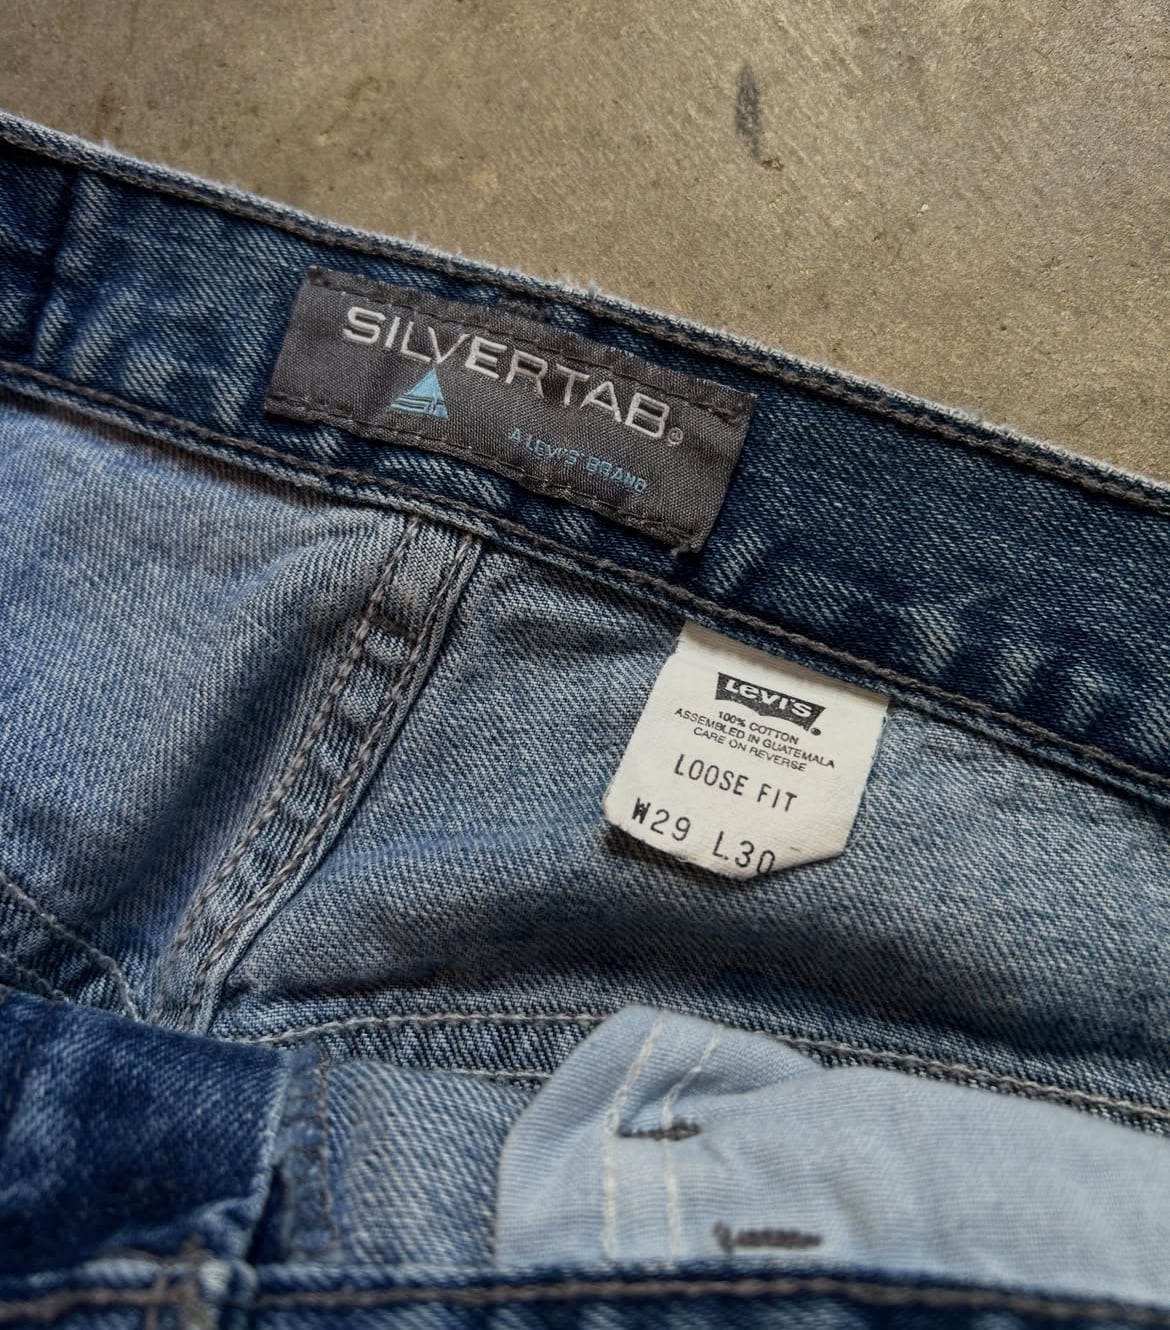 SILVERTAB®
A LEVI'S BRAND
LEVI'S
100% COTTON
ASSEMBLED IN GUATEMALA
CARE ON REVERSE
LOOSE FIT
W29 L30